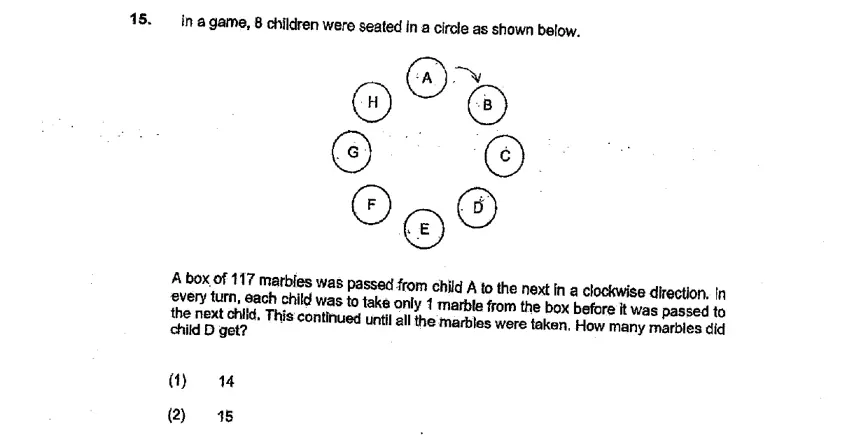 15. In a game, 8 children were seated in a circle as shown below.
A
H
B
G
C
F
D
E
A box of 117 marbles was passed from child A to the next in a clockwise direction. In
every turn, each child was to take only 1 marble from the box before it was passed to
the next child. This continued until all the marbles were taken. How many marbles did
child D get?
(1) 14
(2) 15